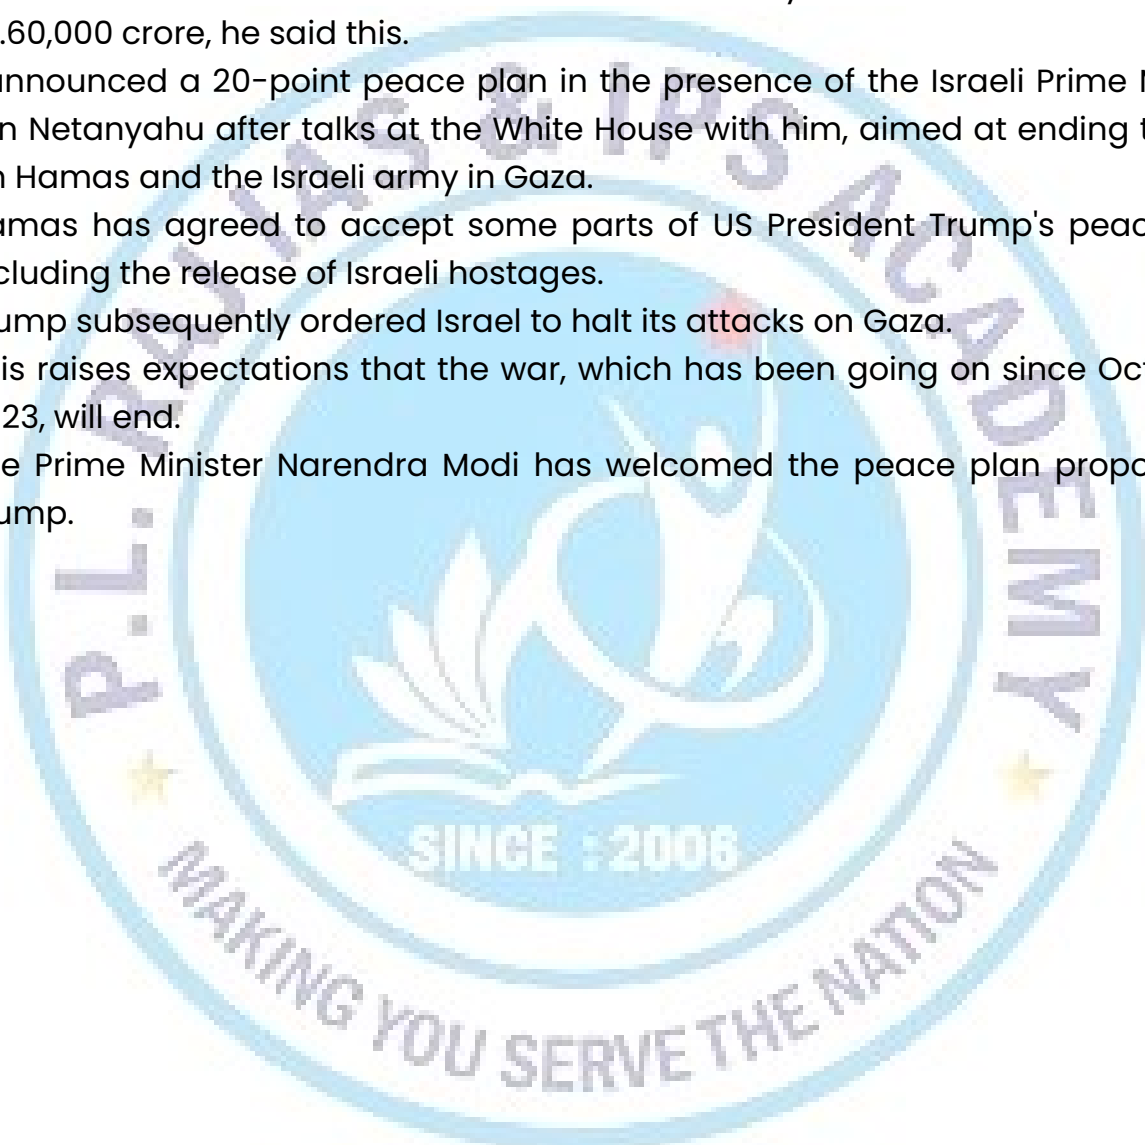 .60,000 crore, he said this.
nnounced a 20-point peace plan in the presence of the Israeli Prime
n Netanyahu after talks at the White House with him, aimed at ending
Hamas and the Israeli army in Gaza.
amas has agreed to accept some parts of US President Trump's peac
cluding the release of Israeli hostages.
ump subsequently ordered Israel to halt its attacks on Gaza.
is raises expectations that the war, which has been going on since Oct
23, will end.
e Prime Minister Narendra Modi has welcomed the peace plan propo
ump.
P.L. RAJ IAS & IPS ACADEMY
SINCE : 2006
MAKING YOU SERVE THE NATION